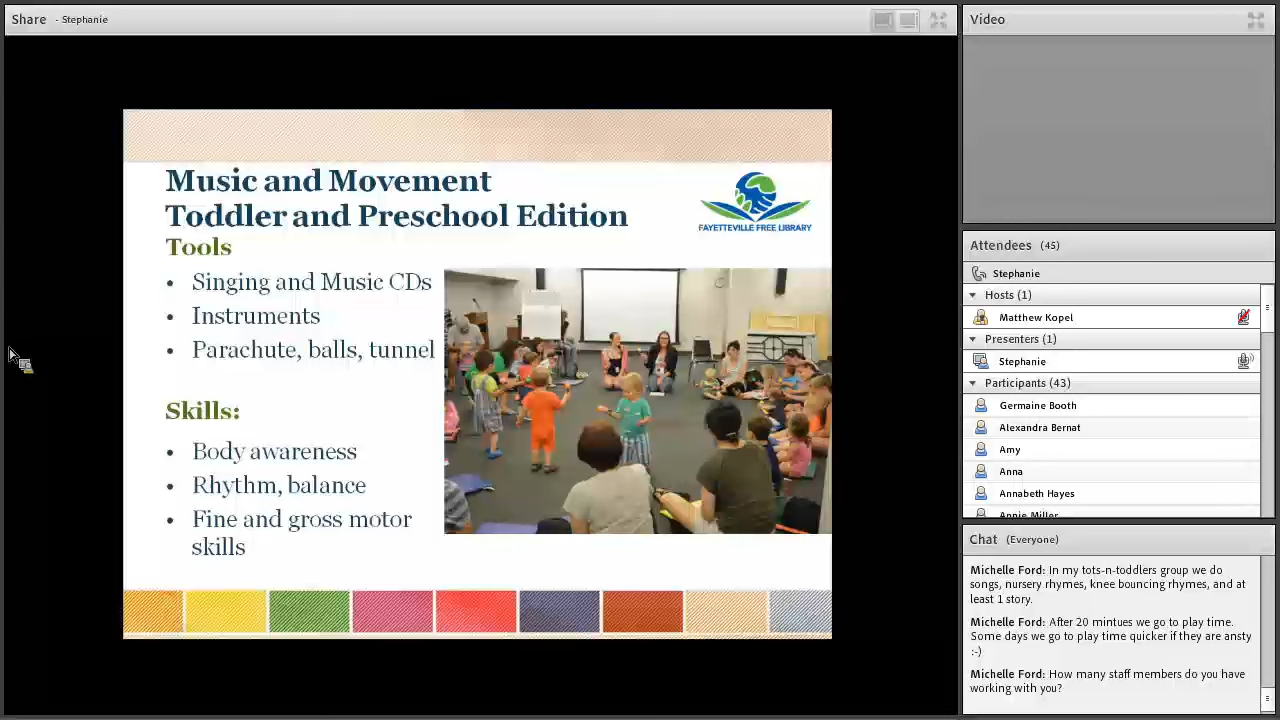 Share - Stephanie
Music and Movement
Toddler and Preschool Edition
Tools
• Singing and Music CDs
• Instruments
• Parachute, balls, tunnel
Skills:
• Body awareness
• Rhythm, balance
• Fine and gross motor
skills
FAYETTEVILLE FREE LIBRARY
Video
Attendees (45)
Stephanie
Hosts (1)
Matthew Kopel
Presenters (1)
Stephanie
Participants (43)
Germaine Booth
Alexandra Bernat
Amy
Anna
Annabeth Hayes
Annie Miller
Chat (Everyone)
Michelle Ford: In my tots-n-toddlers group we do
songs, nursery rhymes, knee bouncing rhymes, and at
least 1 story.
Michelle Ford: After 20 mintues we go to play time.
Some days we go to play time quicker if they are ansty
:-)
Michelle Ford: How many staff members do you have
working with you?